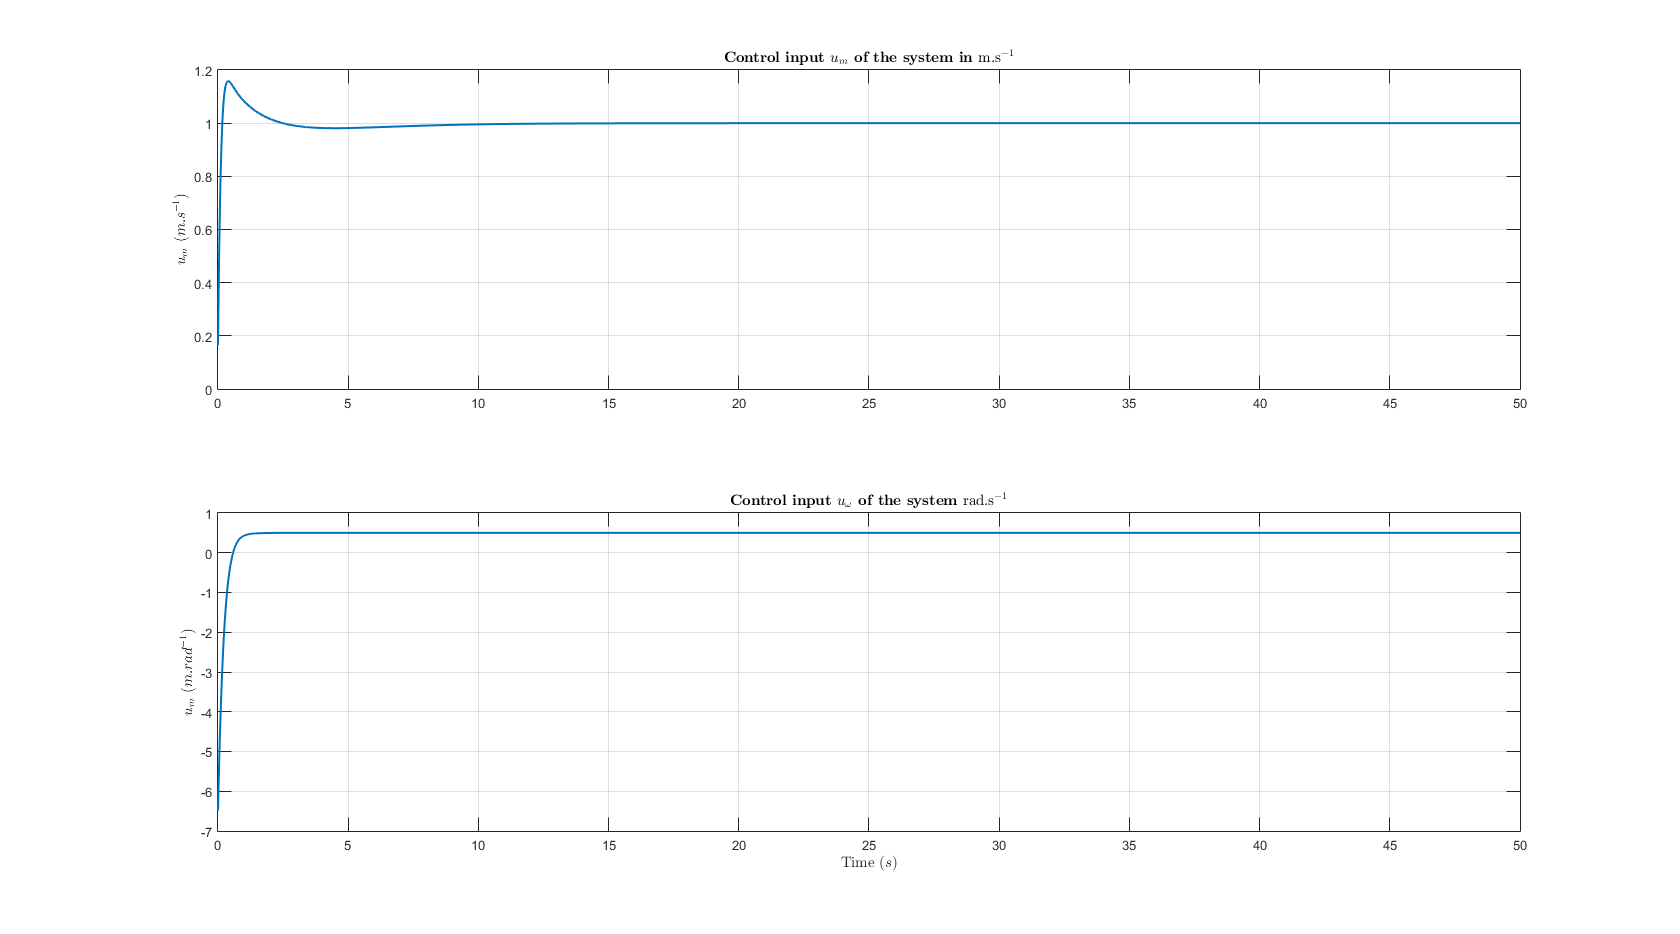 Control input u_m of the system in m.s⁻¹
1.2
1
0.8
0.6
0.4
0.2
0
u_m (m.s⁻¹)
0 5 10 15 20 25 30 35 40 45 50
Control input u_ω of the system rad.s⁻¹
1
0
-1
-2
-3
-4
-5
-6
-7
u_m (m.rad⁻¹)
0 5 10 15 20 25 30 35 40 45 50
Time (s)